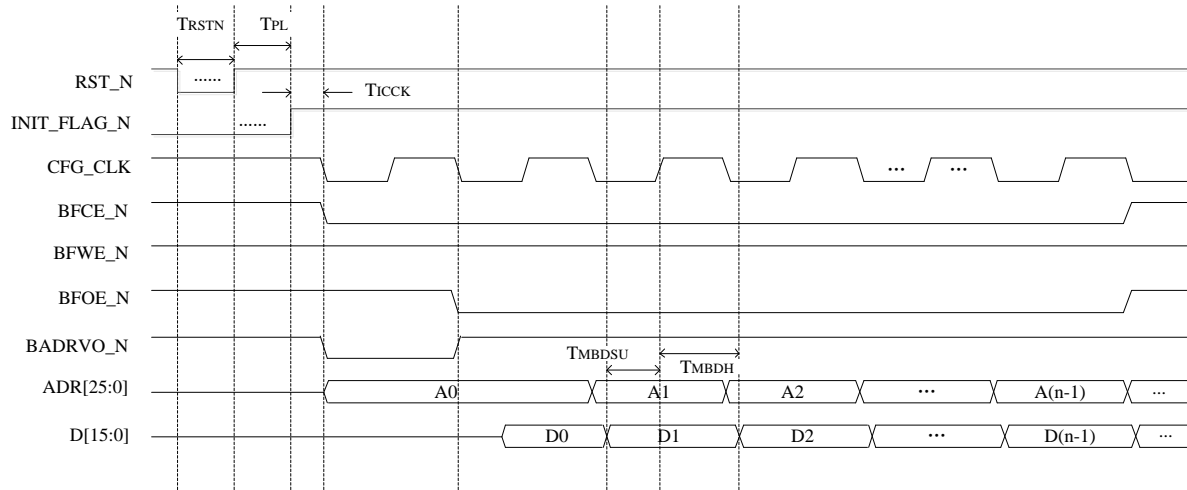 TRSTN TPL
RST_N ......
TICCK
INIT_FLAG_N ......
CFG_CLK ... ...
BFCE_N
BFWE_N
BFOE_N
BADRVO_N
TMBDSU TMBDH
ADR[25:0] A0 A1 A2 ... A(n-1) ...
D[15:0] D0 D1 D2 ... D(n-1) ...